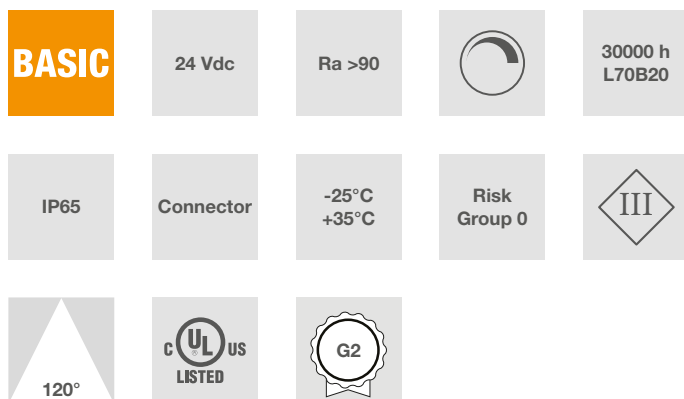 BASIC
24 Vdc
Ra >90
30000 h
L70B20
IP65
Connector
-25°C
+35°C
Risk
Group 0
III
120°
C UL US
®
LISTED
G2